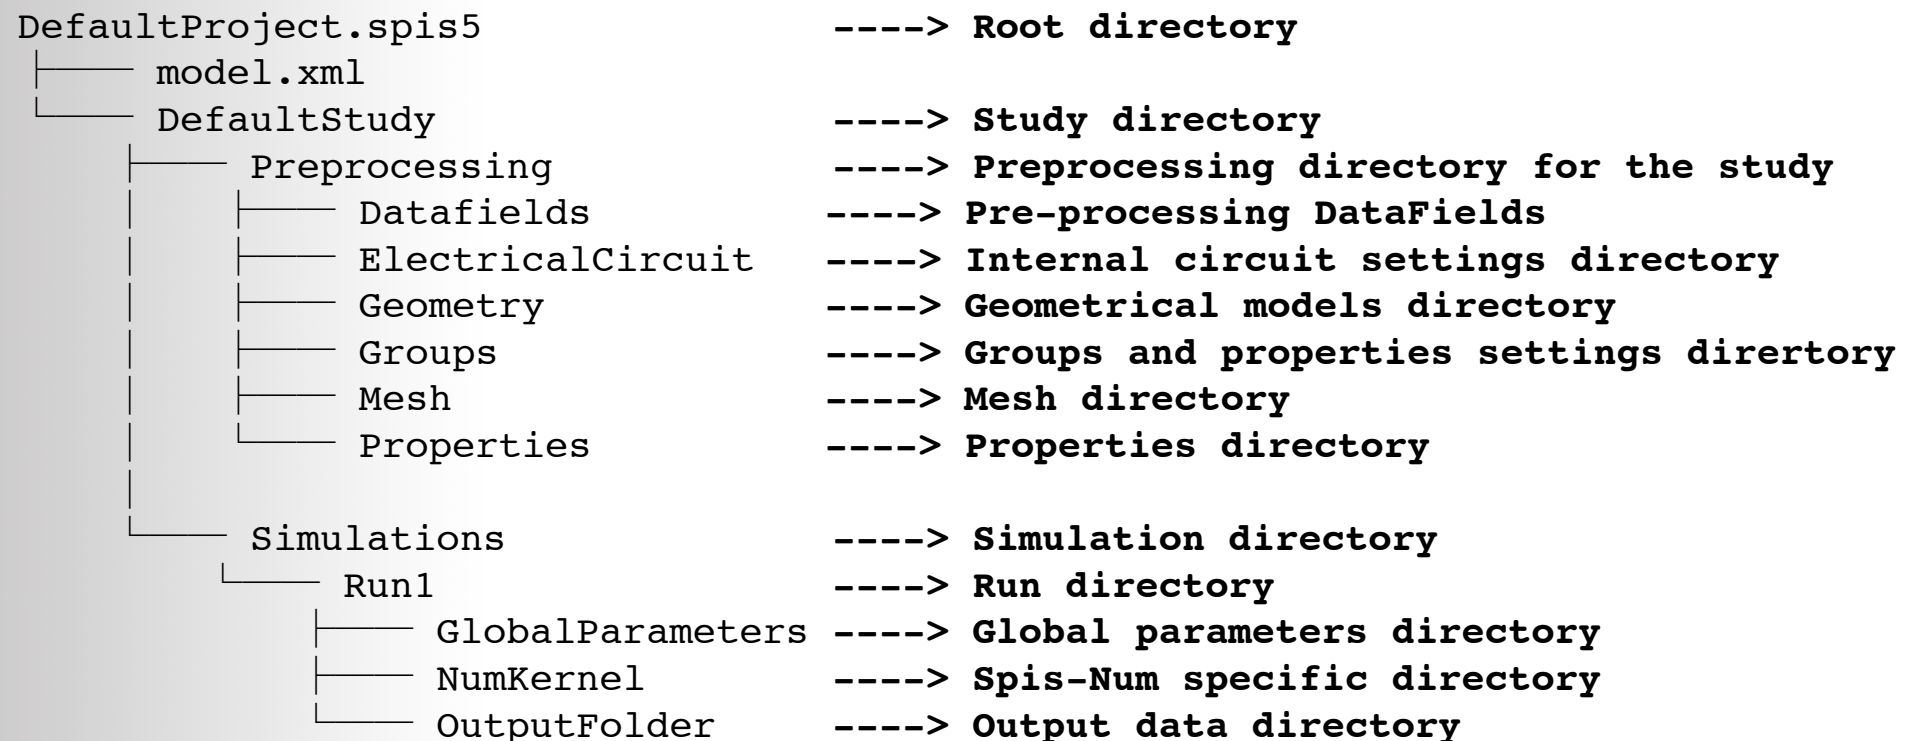 DefaultProject.spis5 ----> Root directory
├── model.xml
└── DefaultStudy ----> Study directory
├── Preprocessing ----> Preprocessing directory for the study
│ ├── Datafields ----> Pre-processing DataFields
│ ├── ElectricalCircuit ----> Internal circuit settings directory
│ ├── Geometry ----> Geometrical models directory
│ ├── Groups ----> Groups and properties settings dirertory
│ ├── Mesh ----> Mesh directory
│ └── Properties ----> Properties directory
│
└── Simulations ----> Simulation directory
└── Run1 ----> Run directory
├── GlobalParameters ----> Global parameters directory
├── NumKernel ----> Spis-Num specific directory
└── OutputFolder ----> Output data directory